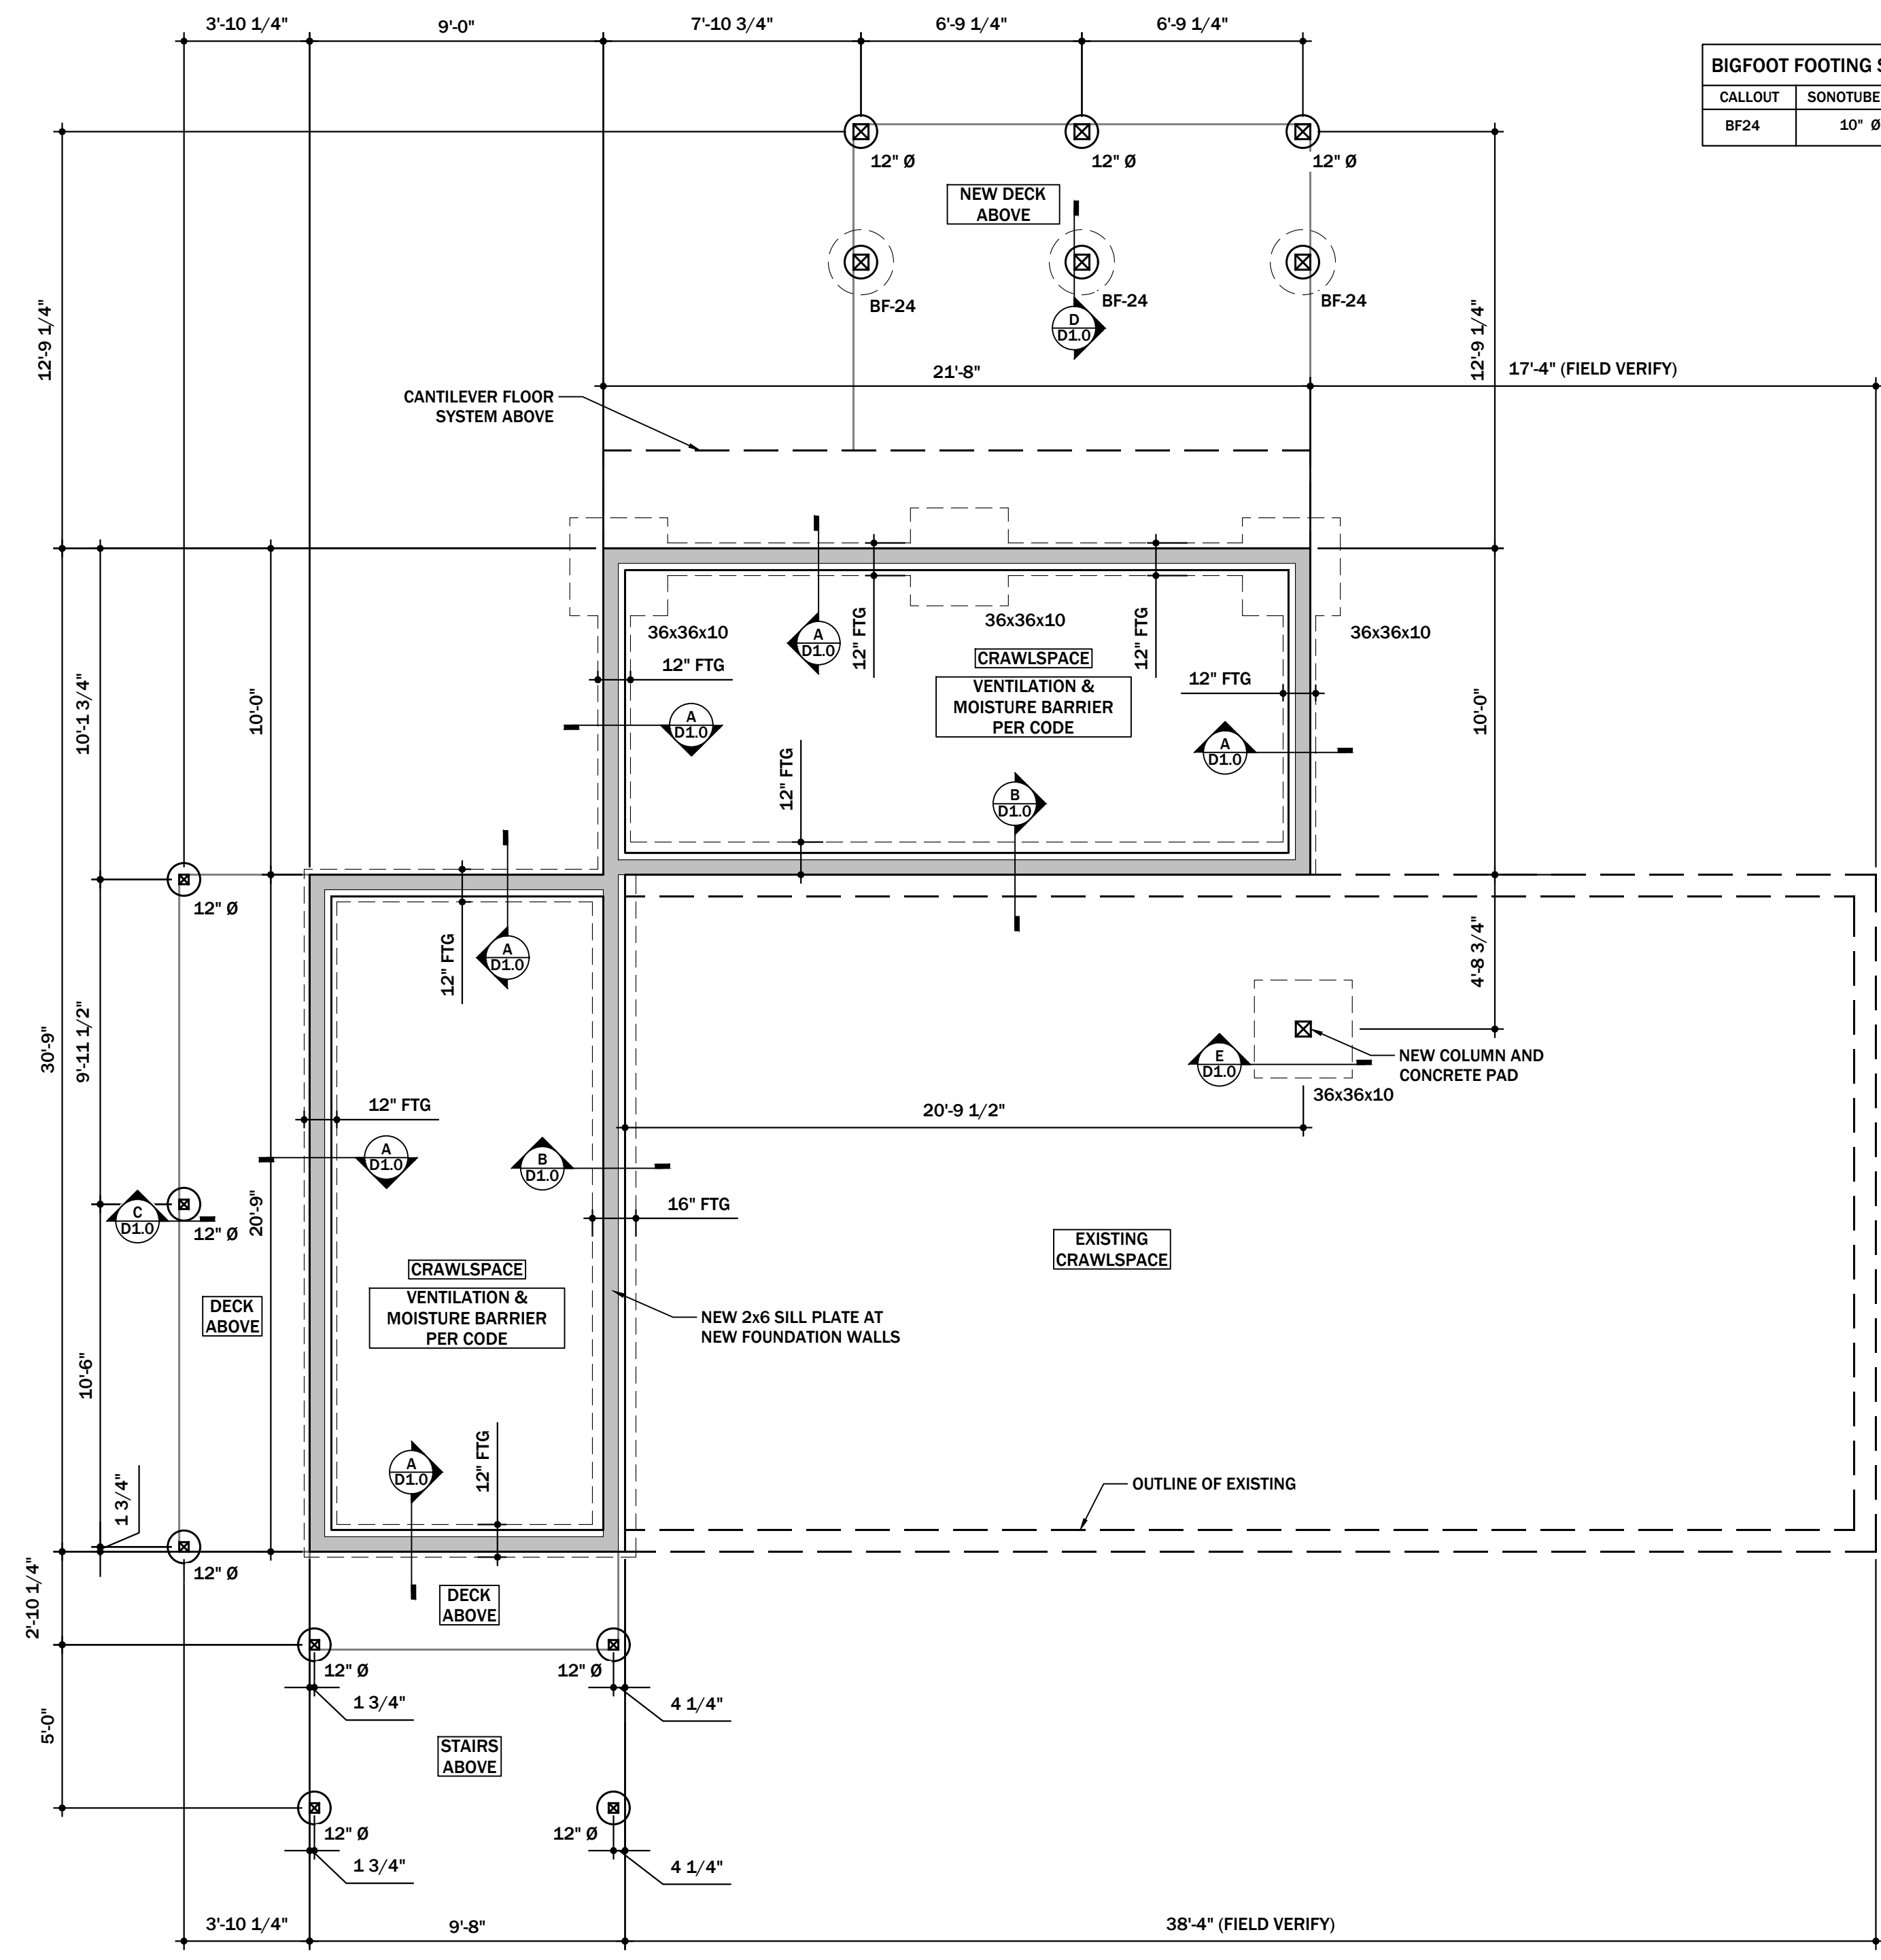 3'-10 1/4"
9'-0"
7'-10 3/4"
6'-9 1/4"
6'-9 1/4"
BIGFOOT FOOTING
CALLOUT
SONOTUBE
BF24
10" Ø
12" Ø
12" Ø
12" Ø
NEW DECK
ABOVE
BF-24
BF-24
BF-24
D
D1.0
12'-9 1/4"
12'-9 1/4"
21'-8"
17'-4" (FIELD VERIFY)
CANTILEVER FLOOR
SYSTEM ABOVE
36x36x10
36x36x10
36x36x10
12" FTG
12" FTG
A
D1.0
CRAWLSPACE
VENTILATION &
MOISTURE BARRIER
PER CODE
12" FTG
12" FTG
10'-1 3/4"
10'-0"
10'-0"
A
D1.0
A
D1.0
12" FTG
B
D1.0
12" Ø
12" FTG
A
D1.0
4'-8 3/4"
30'-9"
9'-11 1/2"
E
D1.0
NEW COLUMN AND
CONCRETE PAD
36x36x10
12" FTG
20'-9 1/2"
A
D1.0
B
D1.0
C
D1.0
12" Ø
20'-9"
16" FTG
EXISTING
CRAWLSPACE
CRAWLSPACE
VENTILATION &
MOISTURE BARRIER
PER CODE
DECK
ABOVE
NEW 2x6 SILL PLATE AT
NEW FOUNDATION WALLS
10'-6"
12" FTG
A
D1.0
1 3/4"
OUTLINE OF EXISTING
12" Ø
2'-10 1/4"
DECK
ABOVE
12" Ø
12" Ø
1 3/4"
4 1/4"
5'-0"
STAIRS
ABOVE
12" Ø
12" Ø
1 3/4"
4 1/4"
3'-10 1/4"
9'-8"
38'-4" (FIELD VERIFY)